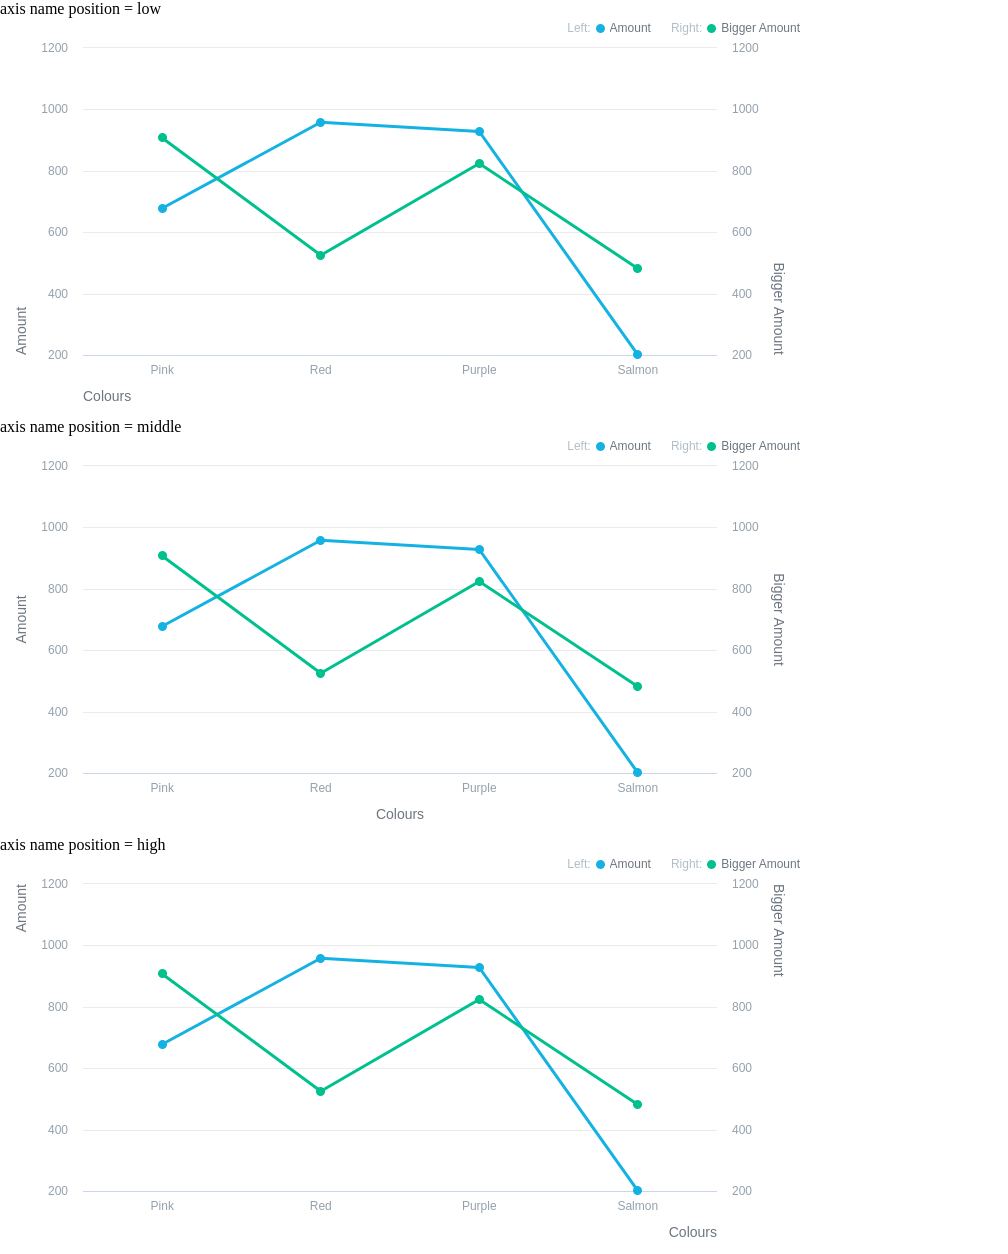 axis name position = low
Left: Amount Right: Bigger Amount
1200 1200
1000 1000
800 800
600 600
400 400
Amount
Bigger Amount
200 200
Pink Red Purple Salmon
Colours
axis name position = middle
Left: Amount Right: Bigger Amount
1200 1200
1000 1000
800 800
Amount
Bigger Amount
600 600
400 400
200 200
Pink Red Purple Salmon
Colours
axis name position = high
Left: Amount Right: Bigger Amount
1200 1200
Amount
Bigger Amount
1000 1000
800 800
600 600
400 400
200 200
Pink Red Purple Salmon
Colours